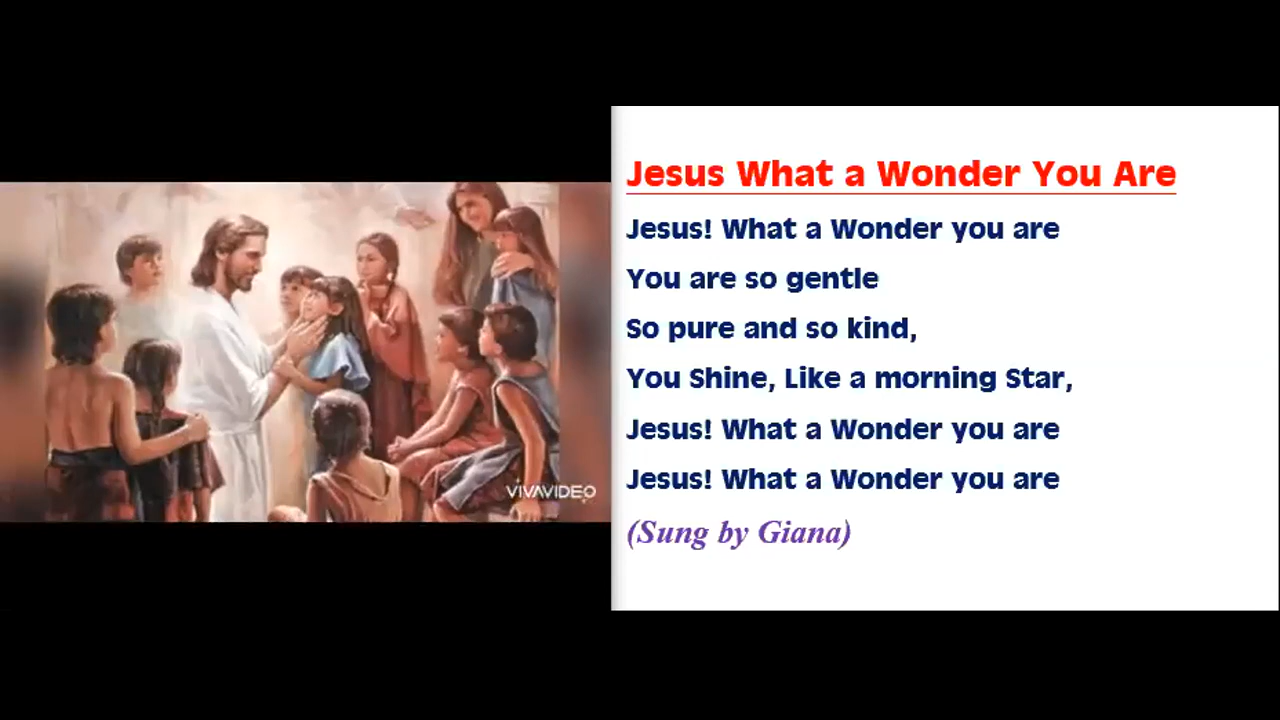 Jesus What a Wonder You Are
Jesus! What a Wonder you are
You are so gentle
So pure and so kind,
You Shine, Like a morning Star,
Jesus! What a Wonder you are
Jesus! What a Wonder you are
(Sung by Giana)
VIVAVIDEO